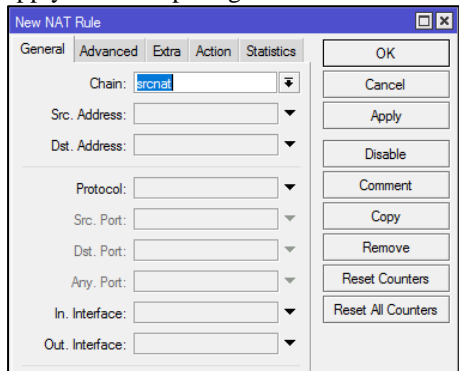 New NAT Rule
General Advanced Extra Action Statistics
Chain: srcnat
Src. Address:
Dst. Address:
Protocol:
Src. Port:
Dst. Port:
Any. Port:
In. Interface:
Out. Interface:
OK
Cancel
Apply
Disable
Comment
Copy
Remove
Reset Counters
Reset All Counters